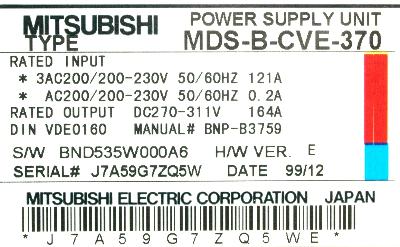 MITSUBISHI POWER SUPPLY UNIT
TYPE MDS-B-CVE-370
RATED INPUT
* 3AC200/200-230V 50/60HZ 121A
* AC200/200-230V 50/60HZ 0.2A
RATED OUTPUT DC270-311V 164A
DIN VDE0160 MANUAL# BNP-B3759
S/W BND535W000A6 H/W VER. E
SERIAL# J7A59G7ZQ5W DATE 99/12
MITSUBISHI ELECTRIC CORPORATION JAPAN
* J 7 A 5 9 G 7 Z Q 5 W E *